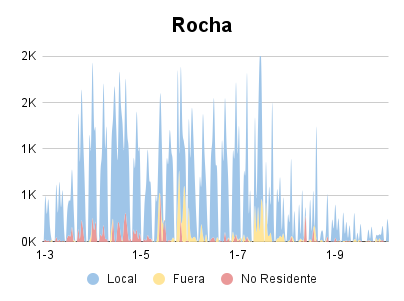 Rocha
2K
2K
1K
1K
0K
1-3
1-5
1-7
1-9
Local
Fuera
No Residente